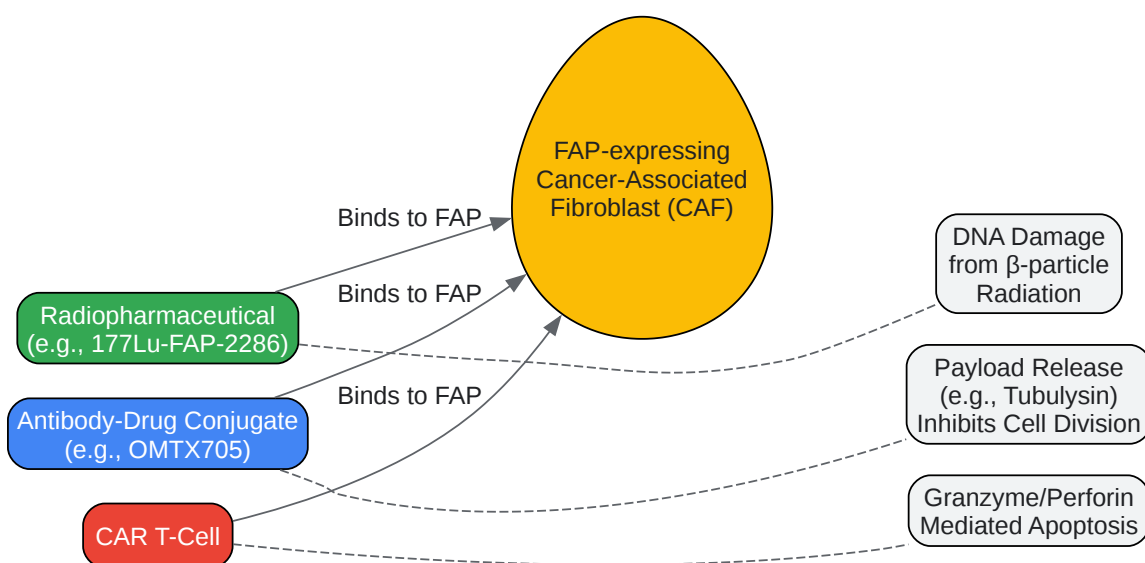 FAP-expressing
Cancer-Associated
Fibroblast (CAF)
Binds to FAP
Binds to FAP
Binds to FAP
Radiopharmaceutical
(e.g., 177Lu-FAP-2286)
Antibody-Drug Conjugate
(e.g., OMTX705)
CAR T-Cell
DNA Damage
from β-particle
Radiation
Payload Release
(e.g., Tubulysin)
Inhibits Cell Division
Granzyme/Perforin
Mediated Apoptosis